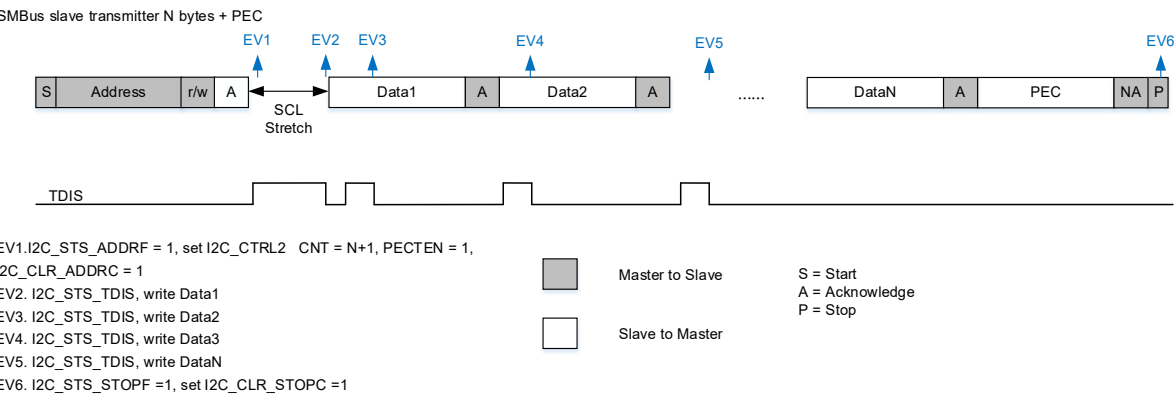 SMBus slave transmitter N bytes + PEC
EV1 EV2 EV3 EV4 EV5 EV6
S Address r/w A Data1 A Data2 A ...... DataN A PEC NA P
SCL
Stretch
TDIS
EV1.I2C_STS_ADDRF = 1, set I2C_CTRL2 CNT = N+1, PECTEN = 1,
I2C_CLR_ADDRC = 1
EV2. I2C_STS_TDIS, write Data1
EV3. I2C_STS_TDIS, write Data2
EV4. I2C_STS_TDIS, write Data3
EV5. I2C_STS_TDIS, write DataN
EV6. I2C_STS_STOPF =1, set I2C_CLR_STOPC =1
Master to Slave
Slave to Master
S = Start
A = Acknowledge
P = Stop